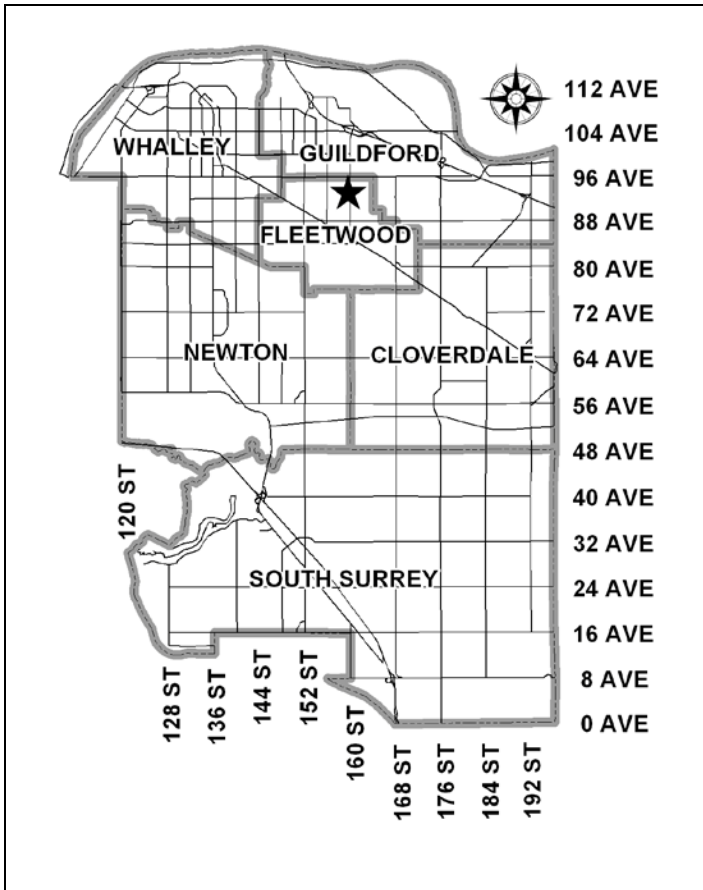 112 AVE
104 AVE
WHALLEY
GUILDFORD
96 AVE
88 AVE
FLEETWOOD
80 AVE
72 AVE
NEWTON
CLOVERDALE
64 AVE
56 AVE
48 AVE
120 ST
40 AVE
32 AVE
SOUTH SURREY
24 AVE
16 AVE
8 AVE
0 AVE
128 ST
136 ST
144 ST
152 ST
160 ST
168 ST
176 ST
184 ST
192 ST